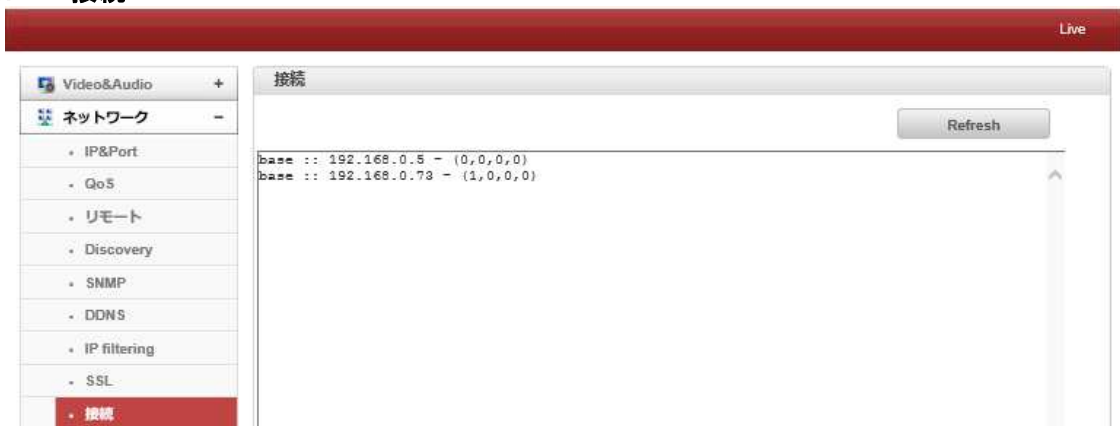 接続
Live
Video&Audio +
ネットワーク -
IP&Port
QoS
リモート
Discovery
SNMP
DDNS
IP filtering
SSL
接続
接続
Refresh
base :: 192.168.0.5 - (0,0,0,0)
base :: 192.168.0.73 - (1,0,0,0)